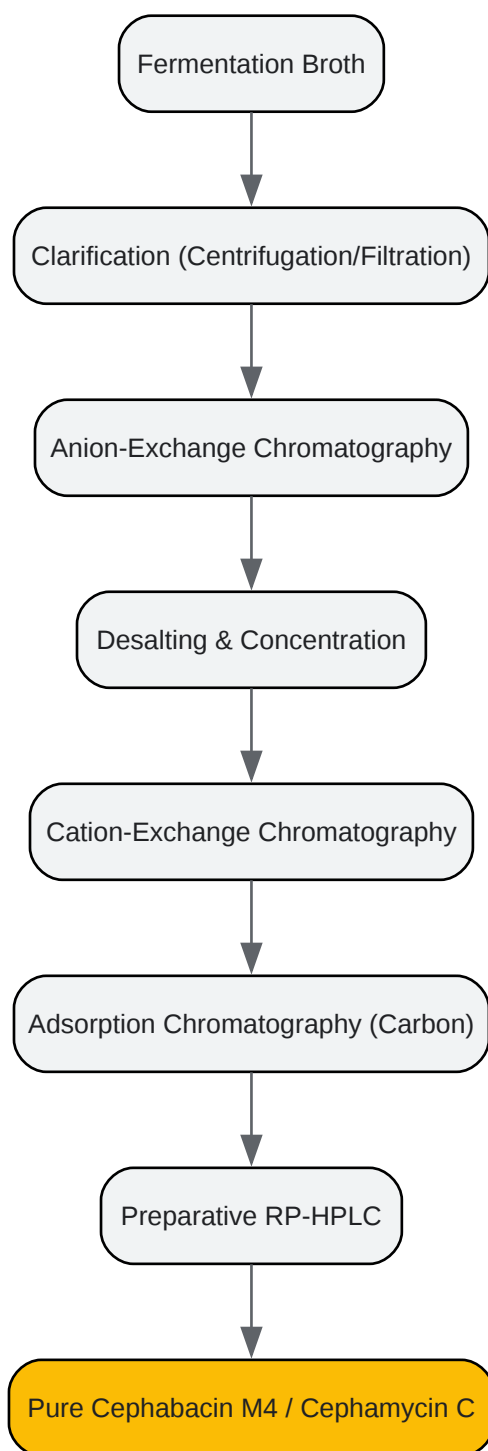 Fermentation Broth
Clarification (Centrifugation/Filtration)
Anion-Exchange Chromatography
Desalting & Concentration
Cation-Exchange Chromatography
Adsorption Chromatography (Carbon)
Preparative RP-HPLC
Pure Cephabacin M4 / Cephamycin C